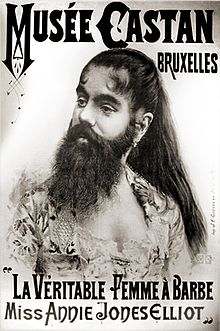 MUSÉE CASTAN
BRUXELLES
"LA VÉRITABLE FEMME À BARBE
MISS ANNIE JONES ELLIOT"